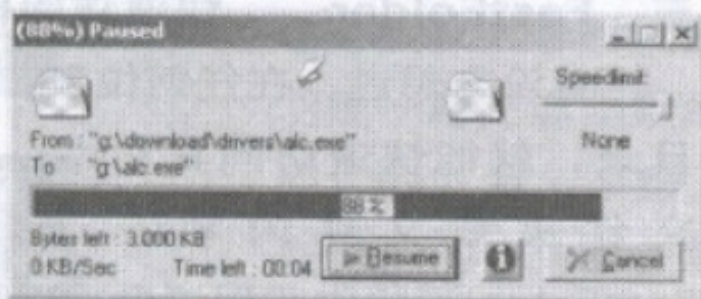 (88%) Paused
Speedlimit
None
From : "g:\download\drivers\alc.exe"
To : "g:\alc.exe"
88 %
Bytes left : 3.000 KB
0 KB/Sec
Time left : 00:04
Resume
Cancel